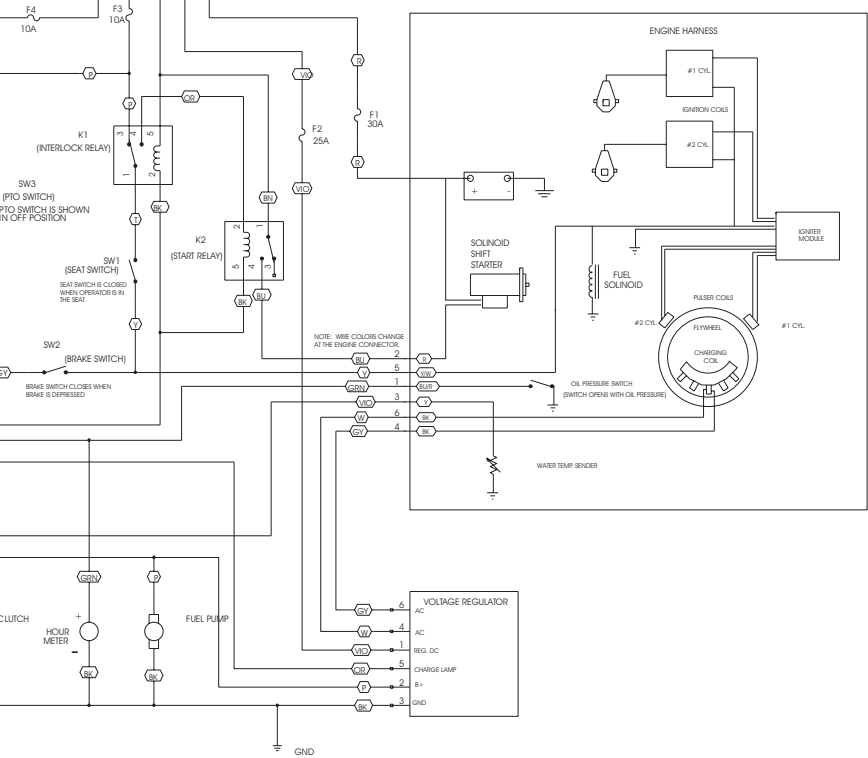 F4
10A
F3
10A
P
P
OR
VIO
R
F2
25A
F1
30A
R
VIO
K1
(INTERLOCK RELAY)
3
4
5
1
2
SW3
(PTO SWITCH)
PTO SWITCH IS SHOWN
IN OFF POSITION
BK
BN
T
K2
(START RELAY)
2
1
5
4
3
BK
BU
SW1
(SEAT SWITCH)
SEAT SWITCH IS CLOSED
WHEN OPERATOR IS IN
THE SEAT
Y
SW2
(BRAKE SWITCH)
GY
BRAKE SWITCH CLOSES WHEN
BRAKE IS DEPRESSED
NOTE: WIRE COLORS CHANGE
AT THE ENGINE CONNECTOR.
BU
2
R
Y
5
Y/W
GRN
1
BU/R
VIO
3
Y
W
6
BK
GY
4
BK
ENGINE HARNESS
#1 CYL.
IGNITION COILS
#2 CYL.
+
-
SOLINOID
SHIFT
STARTER
FUEL
SOLINOID
IGNITER
MODULE
PULSER COILS
#2 CYL.
#1 CYL.
FLYWHEEL
CHARGING
COIL
OIL PRESSURE SWITCH
(SWITCH OPENS WITH OIL PRESSURE)
WATER TEMP. SENDER
GRN
P
CLUTCH
+
HOUR
METER
-
FUEL PUMP
BK
BK
VOLTAGE REGULATOR
GY
6
AC
W
4
AC
VIO
1
REG. DC
OR
5
CHARGE LAMP
P
2
B+
BK
3
GND
GND